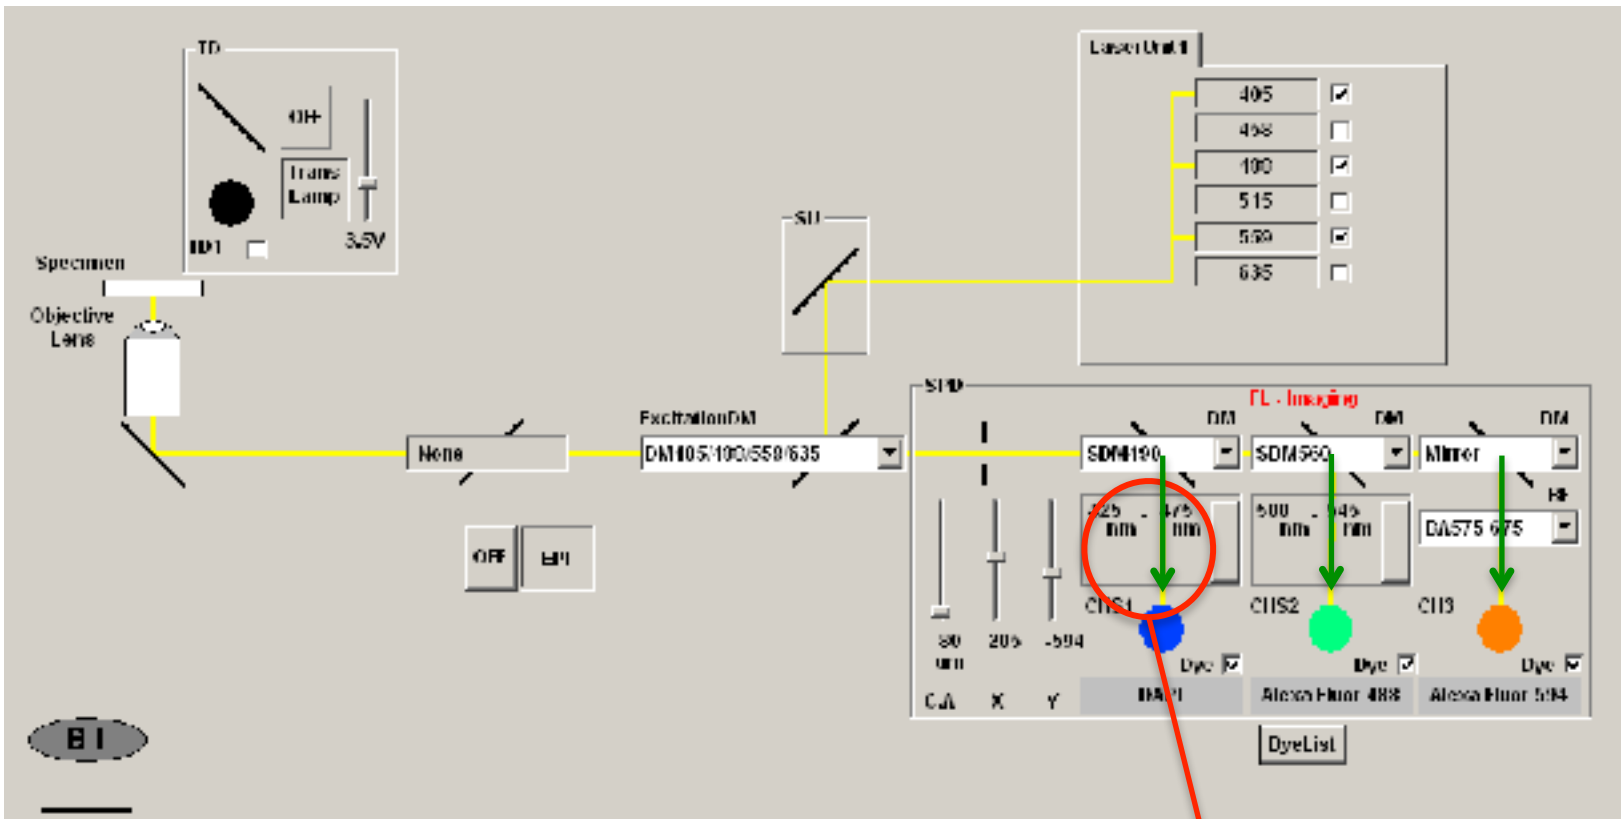 TD
OFF
Trans
Lamp
3.5V
TD1
Specimen
Objective
Lens
LaserUnit1
405
458
488
515
559
635
SU
None
ExcitationDM
DM405/488/559/635
OFF
EPI
SPD
FL - Imaging
DM
DM
DM
SDM490
SDM560
Mirror
425 - 475
nm nm
500 - 545
nm nm
BF
BA575-675
CHS1
CHS2
CH3
80
um
205
-594
C.A
X
Y
Dye
Dye
Dye
DAPI
Alexa Fluor 488
Alexa Fluor 594
DyeList